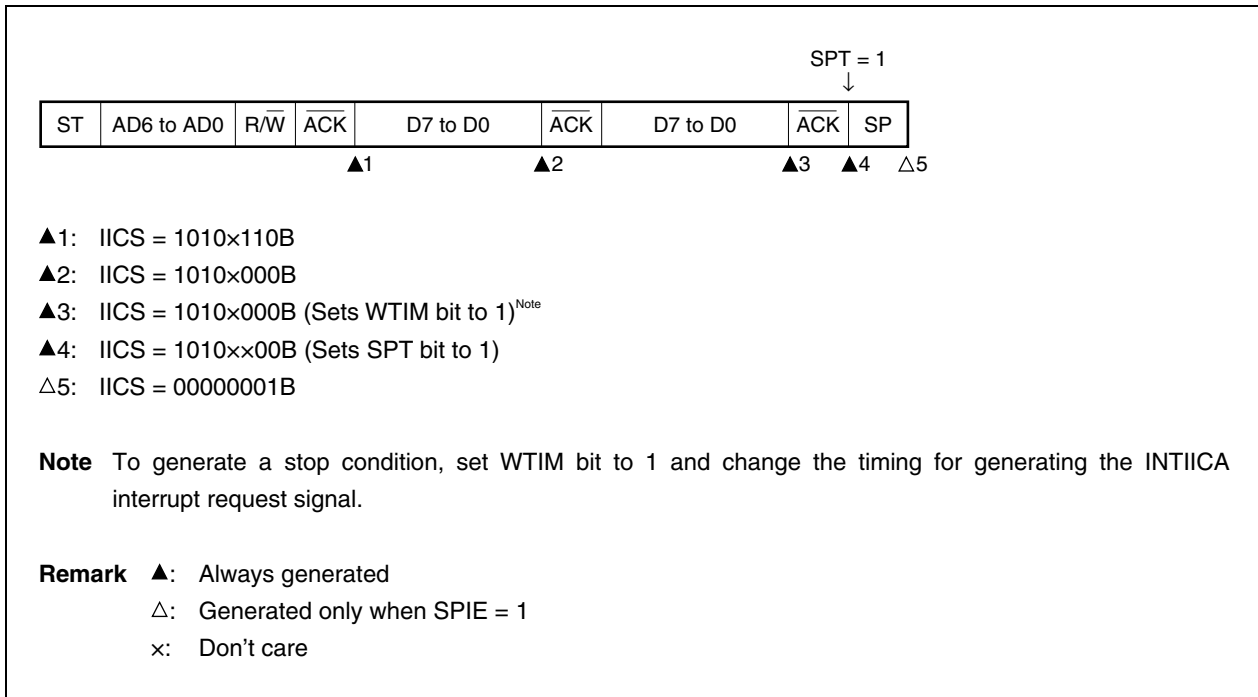 SPT = 1
↓
ST AD6 to AD0 R/W̅ A̅C̅K̅ D7 to D0 A̅C̅K̅ D7 to D0 A̅C̅K̅ SP
▲1 ▲2 ▲3 ▲4 △5
▲1: IICS = 1010×110B
▲2: IICS = 1010×000B
▲3: IICS = 1010×000B (Sets WTIM bit to 1)Note
▲4: IICS = 1010××00B (Sets SPT bit to 1)
△5: IICS = 00000001B
Note To generate a stop condition, set WTIM bit to 1 and change the timing for generating the INTIICA
interrupt request signal.
Remark ▲: Always generated
△: Generated only when SPIE = 1
×: Don't care